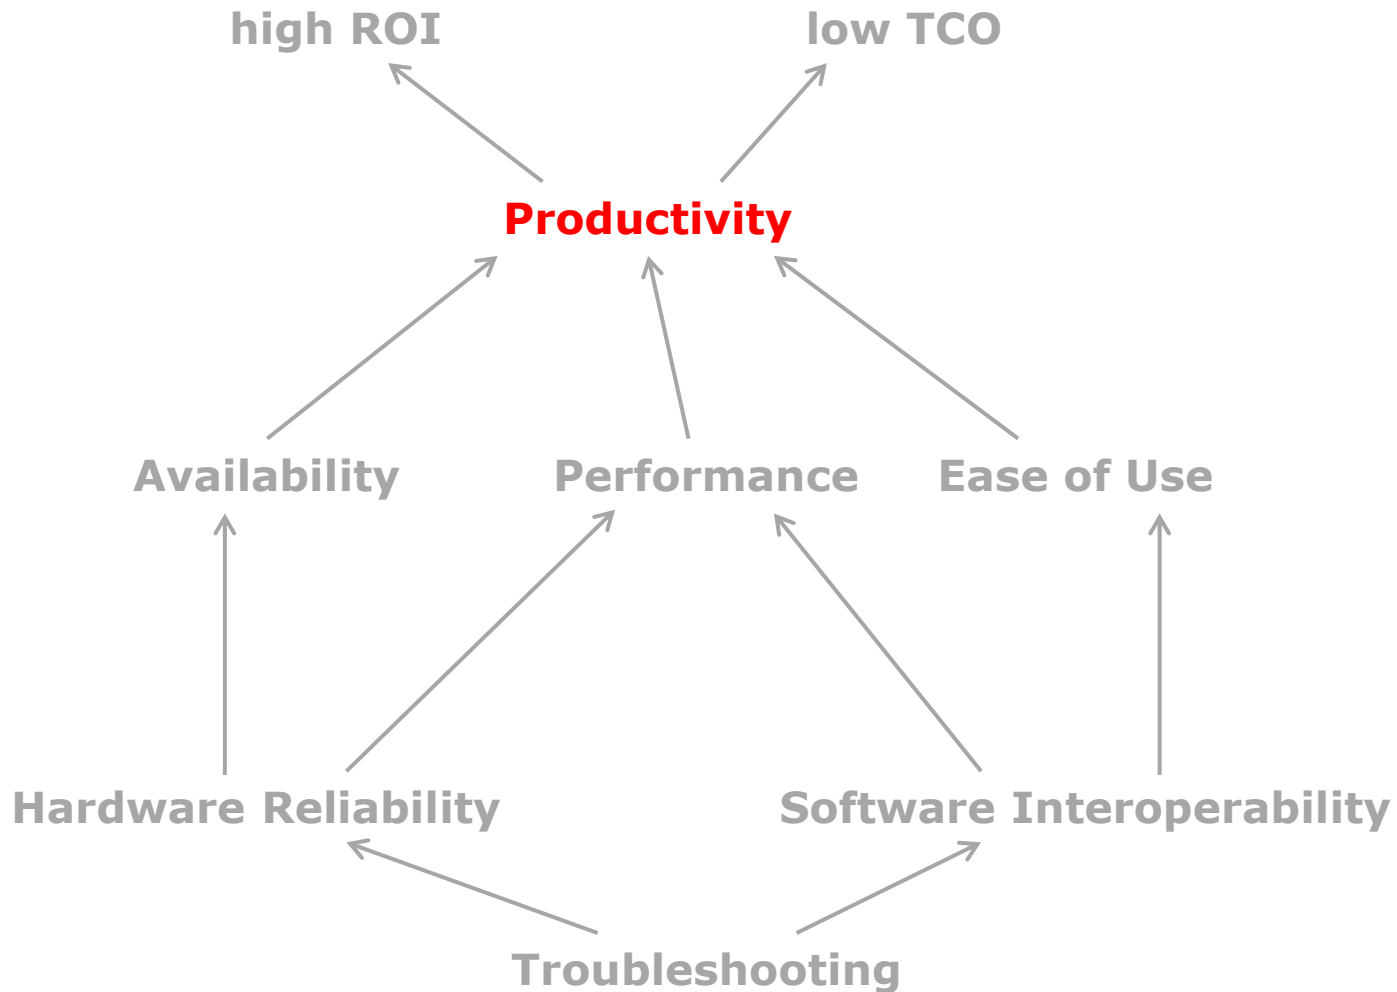 high ROI
low TCO
Productivity
Availability
Performance
Ease of Use
Hardware Reliability
Software Interoperability
Troubleshooting